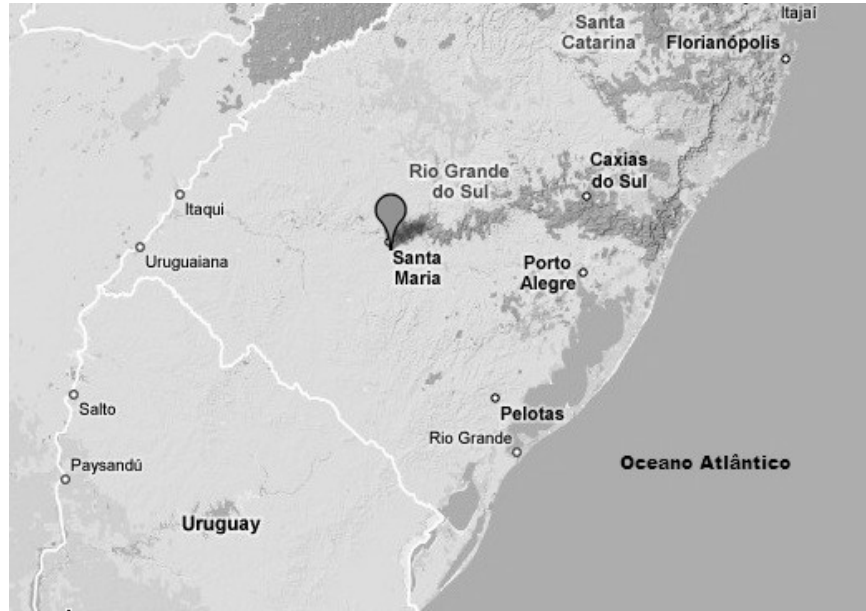 Itajaí
Santa
Catarina
Florianópolis
Caxias
do Sul
Rio Grande
do Sul
Itaqui
Uruguaiana
Santa
Maria
Porto
Alegre
Salto
Pelotas
Rio Grande
Paysandú
Oceano Atlântico
Uruguay